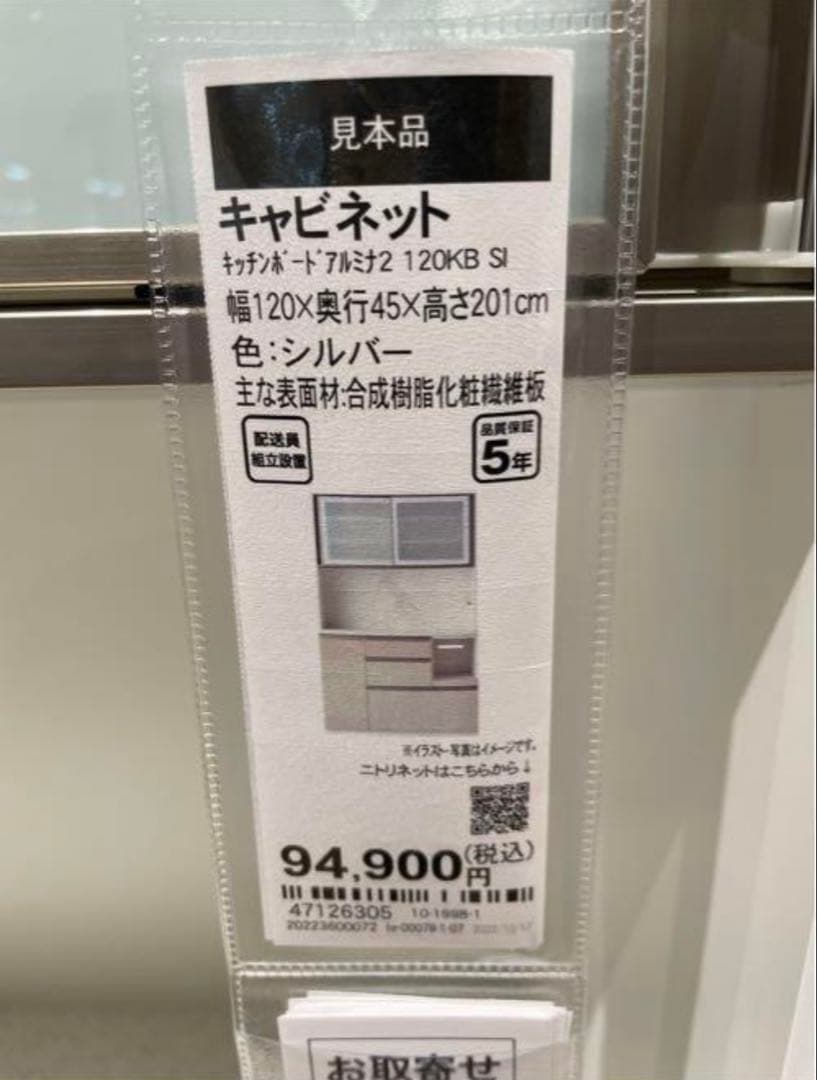 見本品
キャビネット
ｷｯﾁﾝﾎﾞｰﾄﾞｱﾙﾐﾅ2 120KB SI
幅120×奥行45×高さ201cm
色:シルバー
主な表面材:合成樹脂化粧繊維板
配送員
組立設置
品質保証
5年
※イラスト・写真はイメージです。
ニトリネットはこちらから↓
94,900円(税込)
47126305 10-1998-1
20223600072
お取寄せ